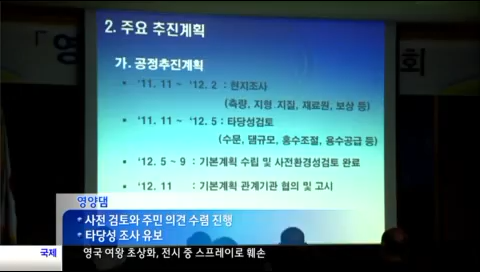 「영
회
2. 주요 추진계획
가. 공정추진계획
• '11. 11 ~ '12. 2 : 현지조사
(측량, 지형·지질, 재료원, 보상 등)
• '11. 11 ~ '12. 5 : 타당성검토
(수문, 댐규모, 홍수조절, 용수공급 등)
• '12. 5 ~ 9 : 기본계획 수립 및 사전환경성검토 완료
• '12. 11 : 기본계획 관계기관 협의 및 고시
영양댐
사전 검토와 주민 의견 수렴 진행
타당성 조사 유보
국제 영국 여왕 초상화, 전시 중 스프레이로 훼손